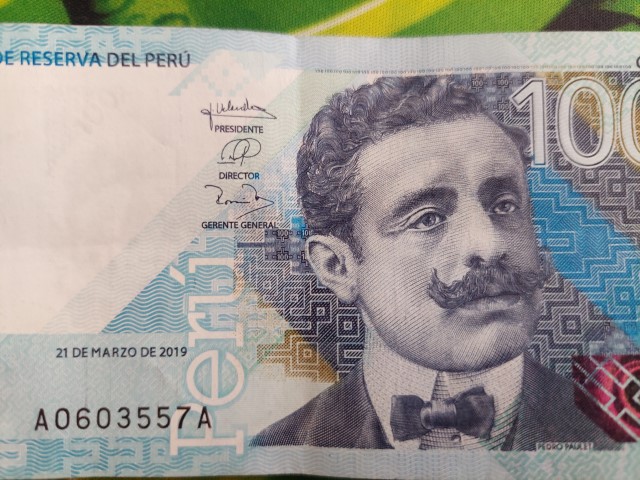 DE RESERVA DEL PERÚ
PRESIDENTE
DIRECTOR
GERENTE GENERAL
21 DE MARZO DE 2019
A0603557A
Perú
100